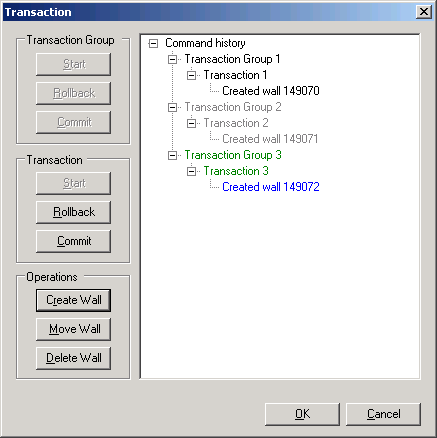 Transaction
Transaction Group
Start
Rollback
Commit
Transaction
Start
Rollback
Commit
Operations
Create Wall
Move Wall
Delete Wall
Command history
Transaction Group 1
Transaction 1
Created wall 149070
Transaction Group 2
Transaction 2
Created wall 149071
Transaction Group 3
Transaction 3
Created wall 149072
OK
Cancel